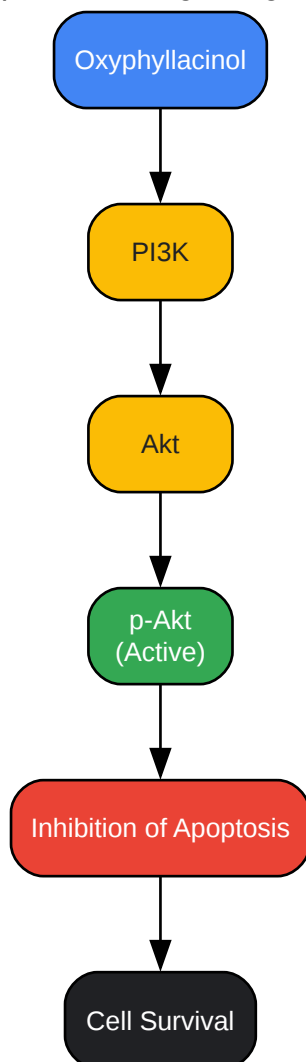 Oxyphyllacinol
PI3K
Akt
p-Akt
(Active)
Inhibition of Apoptosis
Cell Survival